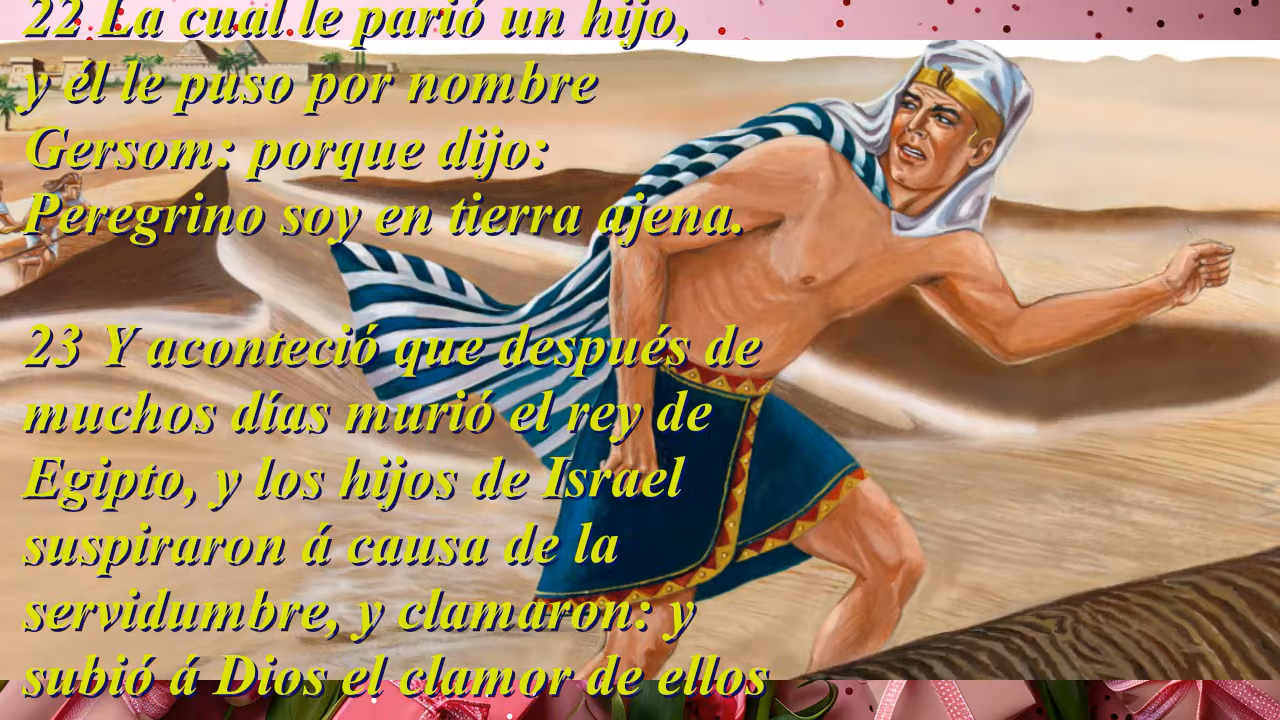 22 La cual le parió un hijo,
y él le puso por nombre
Gersom: porque dijo:
Peregrino soy en tierra ajena.
23 Y aconteció que después de
muchos días murió el rey de
Egipto, y los hijos de Israel
suspiraron á causa de la
servidumbre, y clamaron: y
subió á Dios el clamor de ellos